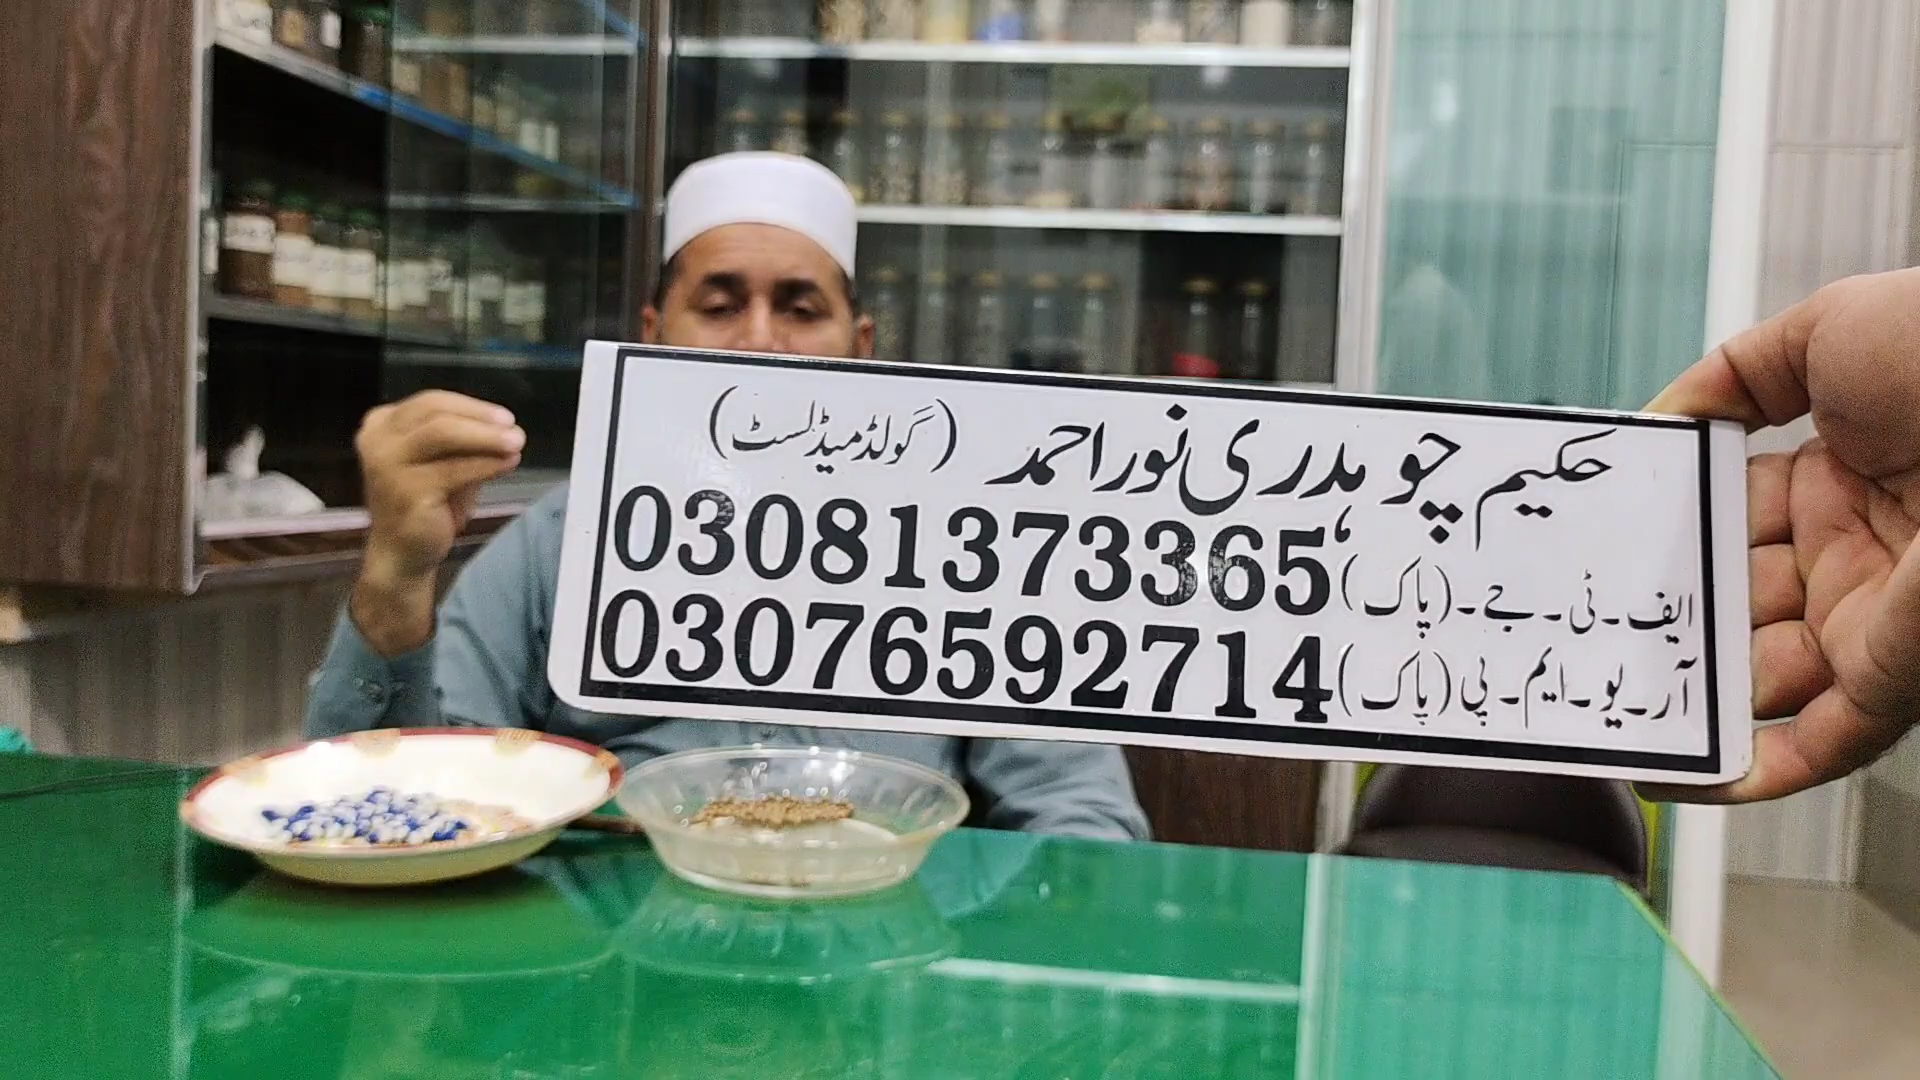 حکیم چوہدری نور احمد (گولڈ میڈلسٹ)
ایف۔ٹی۔جے۔(پاک)، 03081373365
آر۔یو۔ایم۔پی (پاک) 03076592714